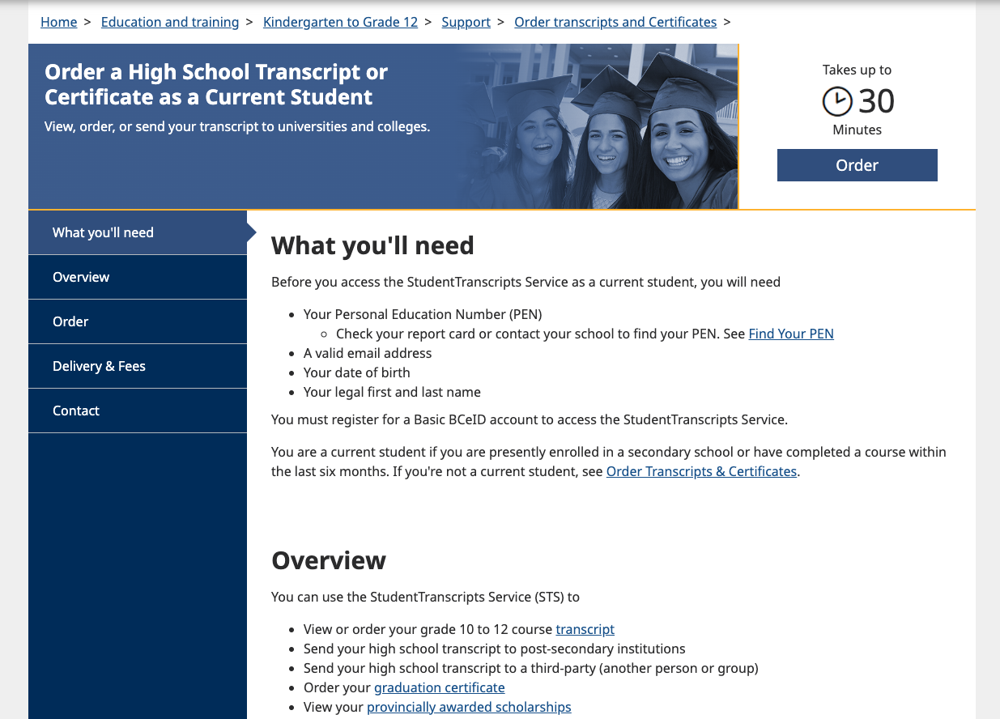 Home > Education and training > Kindergarten to Grade 12 > Support > Order transcripts and Certificates >
Order a High School Transcript or
Certificate as a Current Student
View, order, or send your transcript to universities and colleges.
Takes up to
30
Minutes
Order
What you'll need
Overview
Order
Delivery & Fees
Contact
What you'll need
Before you access the StudentTranscripts Service as a current student, you will need
• Your Personal Education Number (PEN)
◦ Check your report card or contact your school to find your PEN. See Find Your PEN
• A valid email address
• Your date of birth
• Your legal first and last name
You must register for a Basic BCeID account to access the StudentTranscripts Service.
You are a current student if you are presently enrolled in a secondary school or have completed a course within
the last six months. If you're not a current student, see Order Transcripts & Certificates.
Overview
You can use the StudentTranscripts Service (STS) to
• View or order your grade 10 to 12 course transcript
• Send your high school transcript to post-secondary institutions
• Send your high school transcript to a third-party (another person or group)
• Order your graduation certificate
• View your provincially awarded scholarships